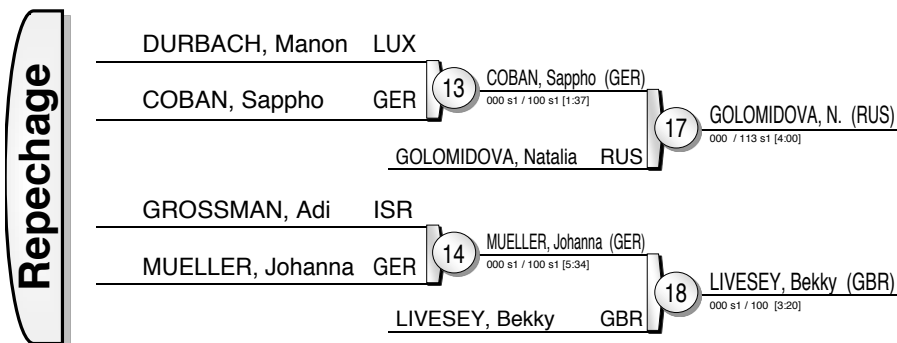 Repechage
DURBACH, Manon LUX
COBAN, Sappho GER
13
COBAN, Sappho (GER)
000 s1 / 100 s1 [1:37]
GOLOMIDOVA, Natalia RUS
17
GOLOMIDOVA, N. (RUS)
000 / 113 s1 [4:00]
GROSSMAN, Adi ISR
MUELLER, Johanna GER
14
MUELLER, Johanna (GER)
000 s1 / 100 s1 [5:34]
LIVESEY, Bekky GBR
18
LIVESEY, Bekky (GBR)
000 s1 / 100 [3:20]